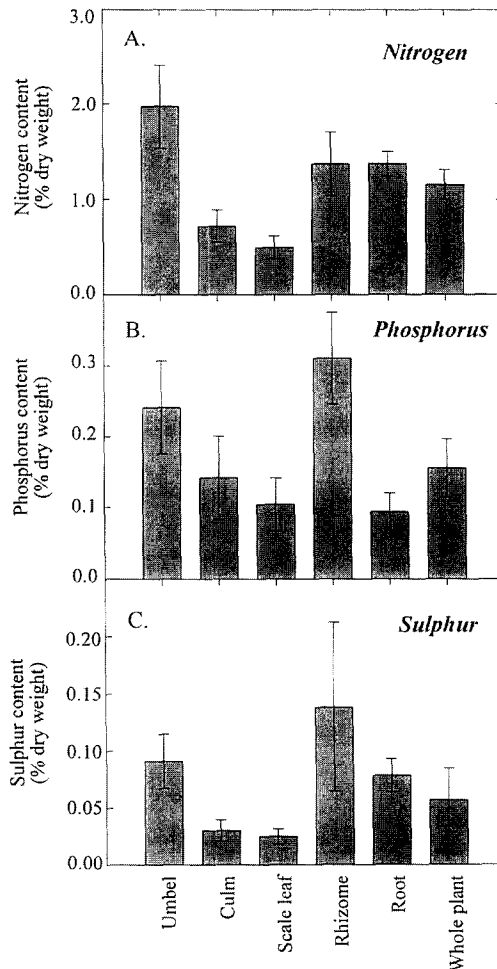 A.
Nitrogen
Nitrogen content
(% dry weight)
3.0
2.0
1.0
0.0
B.
Phosphorus
Phosphorus content
(% dry weight)
0.3
0.2
0.1
0.0
C.
Sulphur
Sulphur content
(% dry weight)
0.20
0.15
0.10
0.05
0.00
Umbel
Culm
Scale leaf
Rhizome
Root
Whole plant